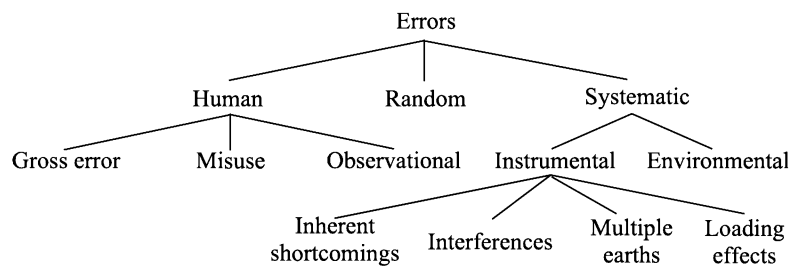 Errors
Human
Random
Systematic
Gross error
Misuse
Observational
Instrumental
Environmental
Inherent
shortcomings
Interferences
Multiple
earths
Loading
effects